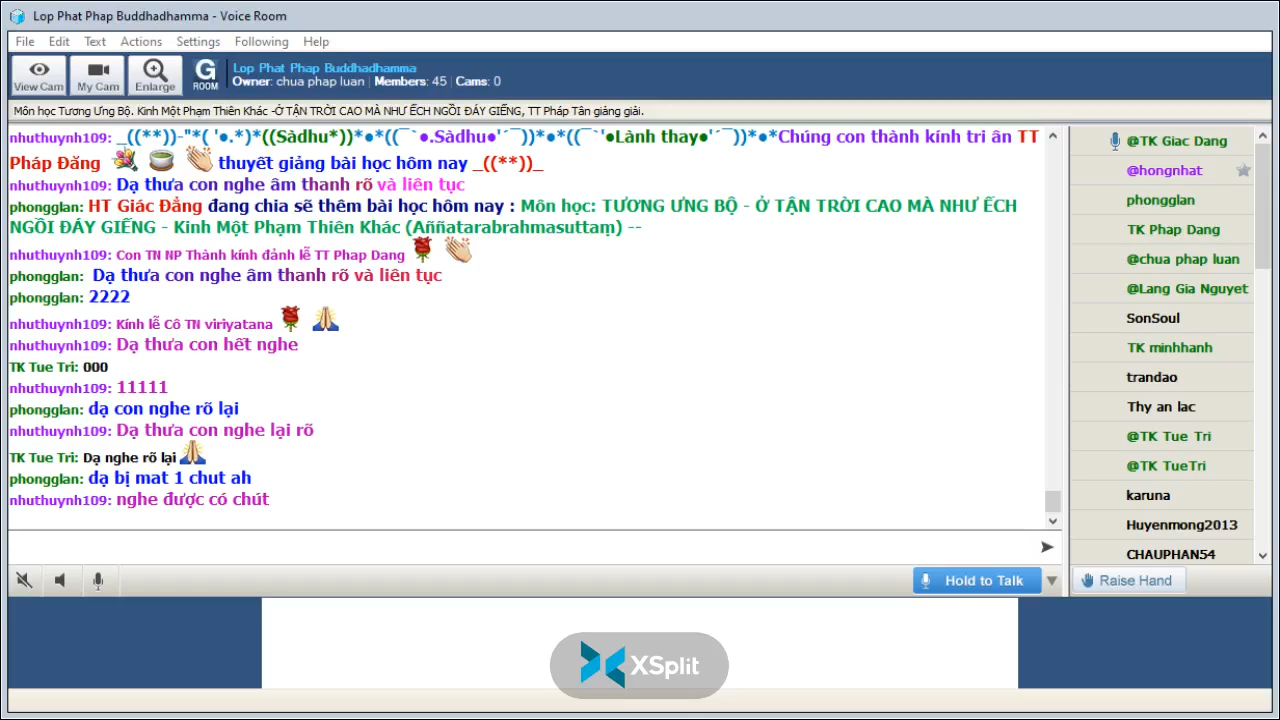 Lop Phat Phap Buddhadhamma - Voice Room
File Edit Text Actions Settings Following Help
View Cam My Cam Enlarge G ROOM
Lop Phat Phap Buddhadhamma
Owner: chua phap luan | Members: 45 | Cams: 0
Môn học Tương Ưng Bộ. Kinh Một Phạm Thiên Khác -Ở TẬN TRỜI CAO MÀ NHƯ ẾCH NGỒI ĐÁY GIẾNG, TT Pháp Tân giảng giải.
nhuthuynh109: _((**))-"*( '●.*)*((Sàdhu*))*●*((¯`●.Sàdhu●'´¯))*●*((¯`'●Lành thay●'´¯))*●*Chúng con thành kính tri ân TT
Pháp Đăng thuyết giảng bài học hôm nay _((**))_
nhuthuynh109: Dạ thưa con nghe âm thanh rõ và liên tục
phongglan: HT Giác Đẳng đang chia sẽ thêm bài học hôm nay : Môn học: TƯƠNG ƯNG BỘ - Ở TẬN TRỜI CAO MÀ NHƯ ẾCH
NGỒI ĐÁY GIẾNG - Kinh Một Phạm Thiên Khác (Aññatarabrahmasuttaṃ) --
nhuthuynh109: Con TN NP Thành kính đảnh lễ TT Phap Dang
phongglan: Dạ thưa con nghe âm thanh rõ và liên tục
phongglan: 2222
nhuthuynh109: Kính lễ Cô TN viriyatana
nhuthuynh109: Dạ thưa con hết nghe
TK Tue Tri: 000
nhuthuynh109: 11111
phongglan: dạ con nghe rõ lại
nhuthuynh109: Dạ thưa con nghe lại rõ
TK Tue Tri: Dạ nghe rõ lại
phongglan: dạ bị mat 1 chut ah
nhuthuynh109: nghe được có chút
@TK Giac Dang
@hongnhat
phongglan
TK Phap Dang
@chua phap luan
@Lang Gia Nguyet
SonSoul
TK minhhanh
trandao
Thy an lac
@TK Tue Tri
@TK TueTri
karuna
Huyenmong2013
CHAUPHAN54
Hold to Talk
Raise Hand
XSplit